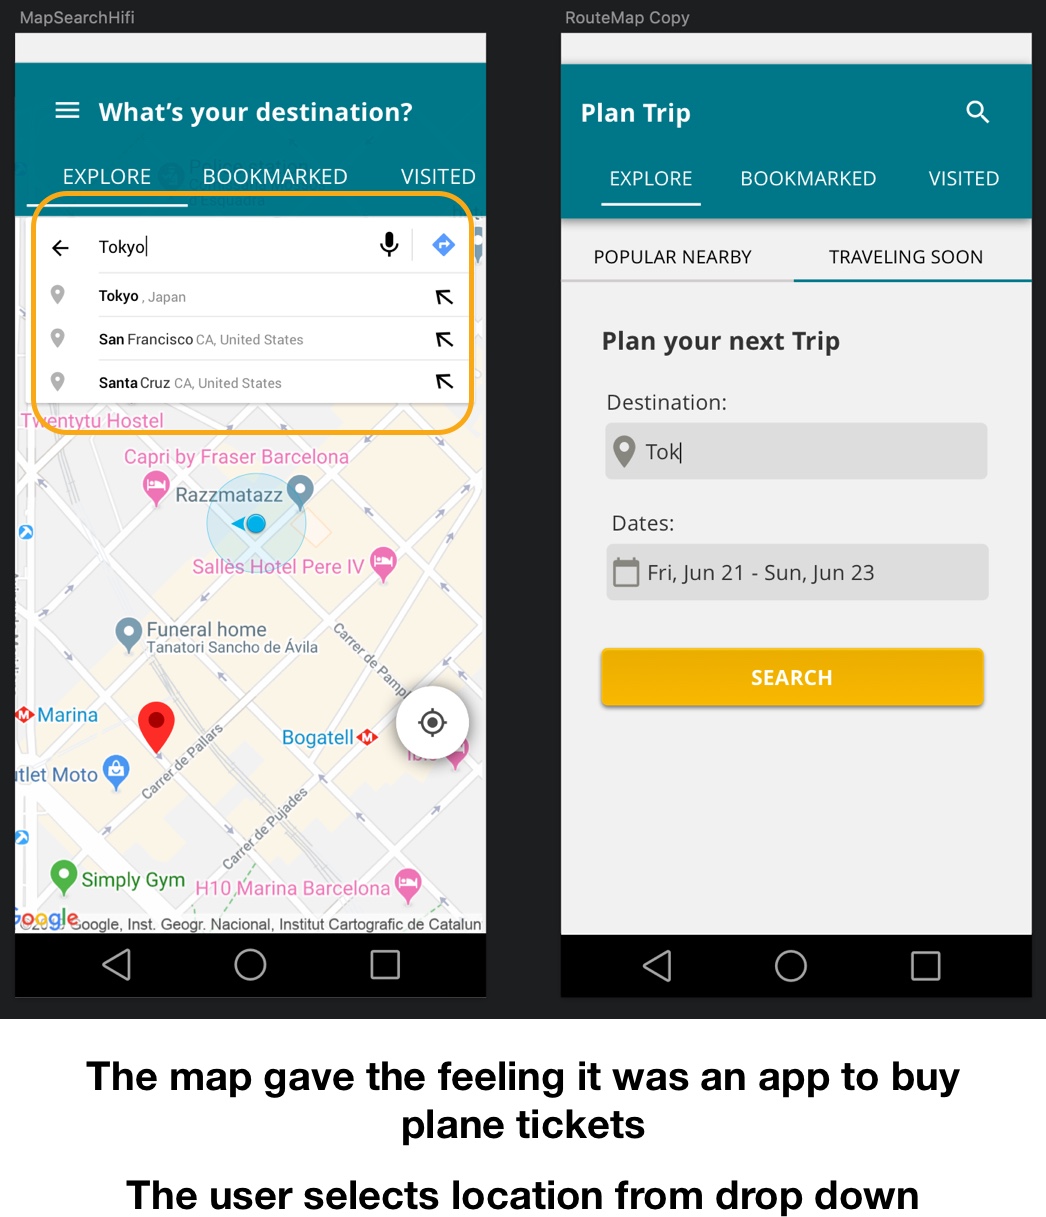 MapSearchHifi
What's your destination?
EXPLORE BOOKMARKED VISITED
Tokyo
Tokyo , Japan
San Francisco CA, United States
Santa Cruz CA, United States
Twentytu Hostel
Capri by Fraser Barcelona
Razzmatazz
Sallès Hotel Pere IV
Funeral home
Tanatori Sancho de Ávila
Carrer de Pamp
Marina
Bogatell
Carrer de Pallars
utlet Moto
Carrer de Pujades
Simply Gym
H10 Marina Barcelona
Google
Google, Inst. Geogr. Nacional, Institut Cartografic de Catalun
RouteMap Copy
Plan Trip
EXPLORE BOOKMARKED VISITED
POPULAR NEARBY TRAVELING SOON
Plan your next Trip
Destination:
Tok
Dates:
Fri, Jun 21 - Sun, Jun 23
SEARCH
The map gave the feeling it was an app to buy
plane tickets
The user selects location from drop down